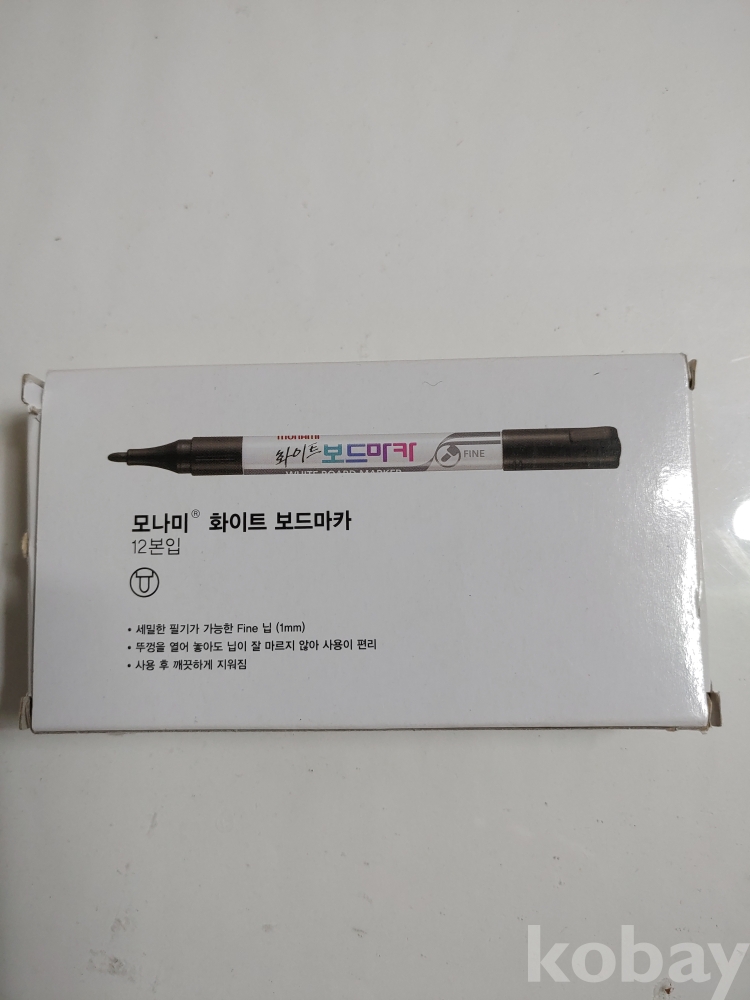 monami
화이트 보드마카
FINE
WHITE BOARD MARKER
모나미® 화이트 보드마카
12본입
• 세밀한 필기가 가능한 Fine 닙 (1mm)
• 뚜껑을 열어 놓아도 닙이 잘 마르지 않아 사용이 편리
• 사용 후 깨끗하게 지워짐
kobay